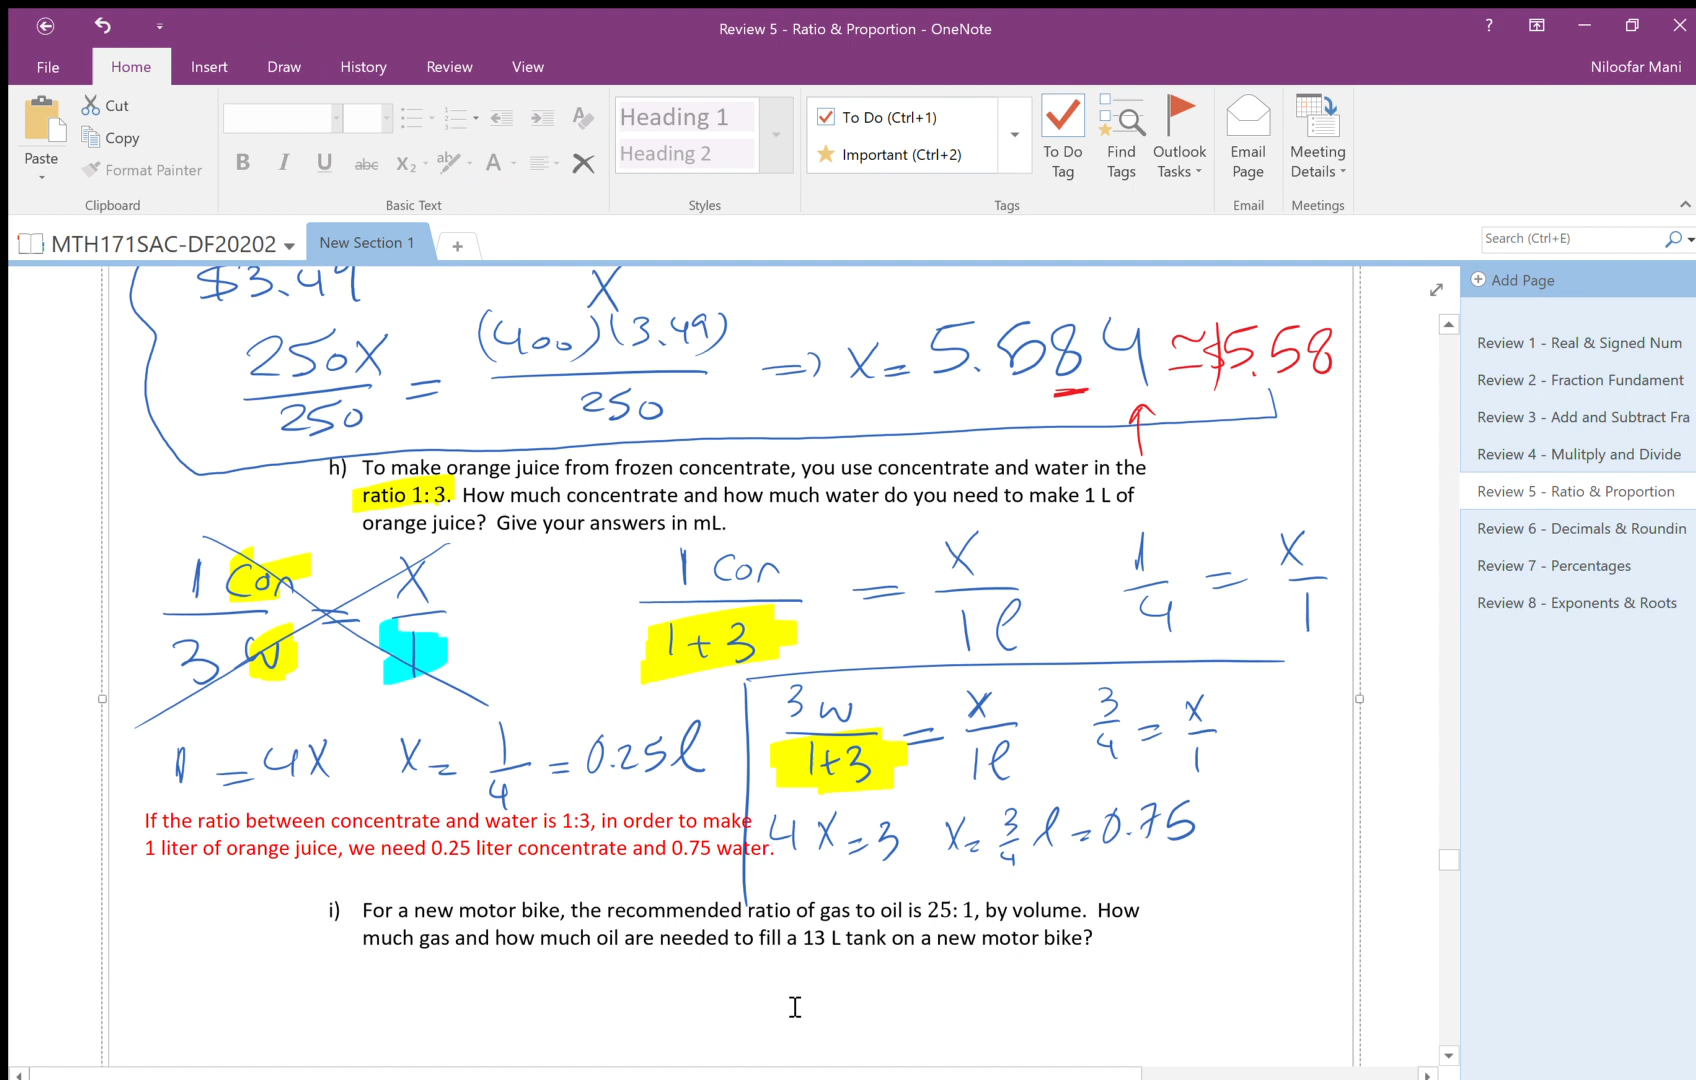 Review 5 - Ratio & Proportion - OneNote
?
File Home Insert Draw History Review View
Niloofar Mani
Paste
Cut
Copy
Format Painter
Clipboard
B I U abc X₂ A
Basic Text
Heading 1
Heading 2
Styles
To Do (Ctrl+1)
Important (Ctrl+2)
To Do Tag
Find Tags
Outlook Tasks
Tags
Email Page
Email
Meeting Details
Meetings
MTH171SAC-DF20202
New Section 1
+
Search (Ctrl+E)
Add Page
Review 1 - Real & Signed Num
Review 2 - Fraction Fundament
Review 3 - Add and Subtract Fra
Review 4 - Mulitply and Divide
Review 5 - Ratio & Proportion
Review 6 - Decimals & Roundin
Review 7 - Percentages
Review 8 - Exponents & Roots
$3.49 X
250X/250 = (400)(3.49)/250 => X = 5.584 ≈ $5.58
h) To make orange juice from frozen concentrate, you use concentrate and water in the
ratio 1: 3. How much concentrate and how much water do you need to make 1 L of
orange juice? Give your answers in mL.
1 Con/3 W = X/1
1 Con/1+3 = X/1 l
1/4 = X/1
3 W/1+3 = X/1 l
3/4 = X/1
1 = 4X X = 1/4 = 0.25 l
4X = 3 X = 3/4 l = 0.75
If the ratio between concentrate and water is 1:3, in order to make
1 liter of orange juice, we need 0.25 liter concentrate and 0.75 water.
i) For a new motor bike, the recommended ratio of gas to oil is 25: 1, by volume. How
much gas and how much oil are needed to fill a 13 L tank on a new motor bike?